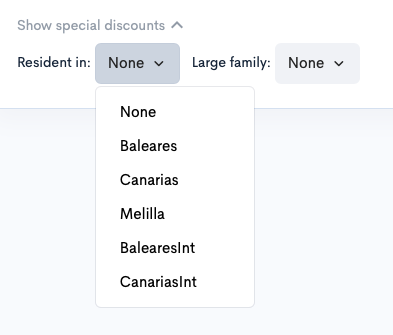 Show special discounts
Resident in: None Large family: None
None
Baleares
Canarias
Melilla
BalearesInt
CanariasInt